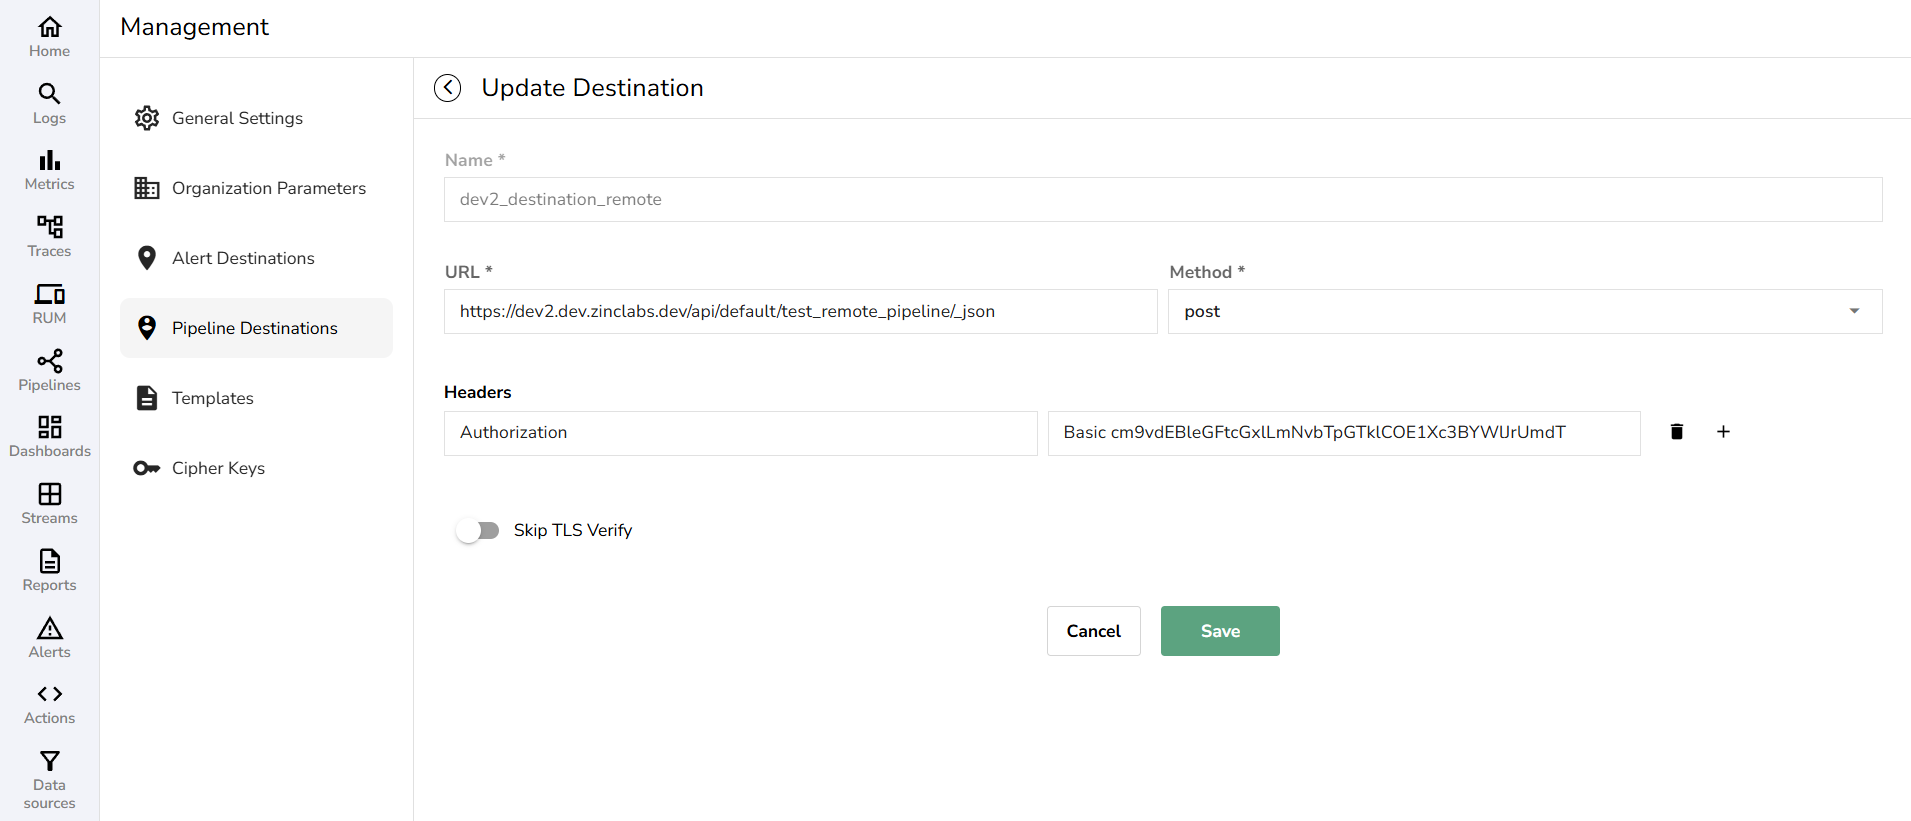 Management
Home
Logs
Metrics
Traces
RUM
Pipelines
Dashboards
Streams
Reports
Alerts
Actions
Data
sources
General Settings
Organization Parameters
Alert Destinations
Pipeline Destinations
Templates
Cipher Keys
Update Destination
Name *
dev2_destination_remote
URL *
Method *
https://dev2.dev.zinclabs.dev/api/default/test_remote_pipeline/_json
post
Headers
Authorization
Basic cm9vdEBleGFtcGxlLmNvbTpGTklCOE1Xc3BYWlJrUmdT
Skip TLS Verify
Cancel
Save